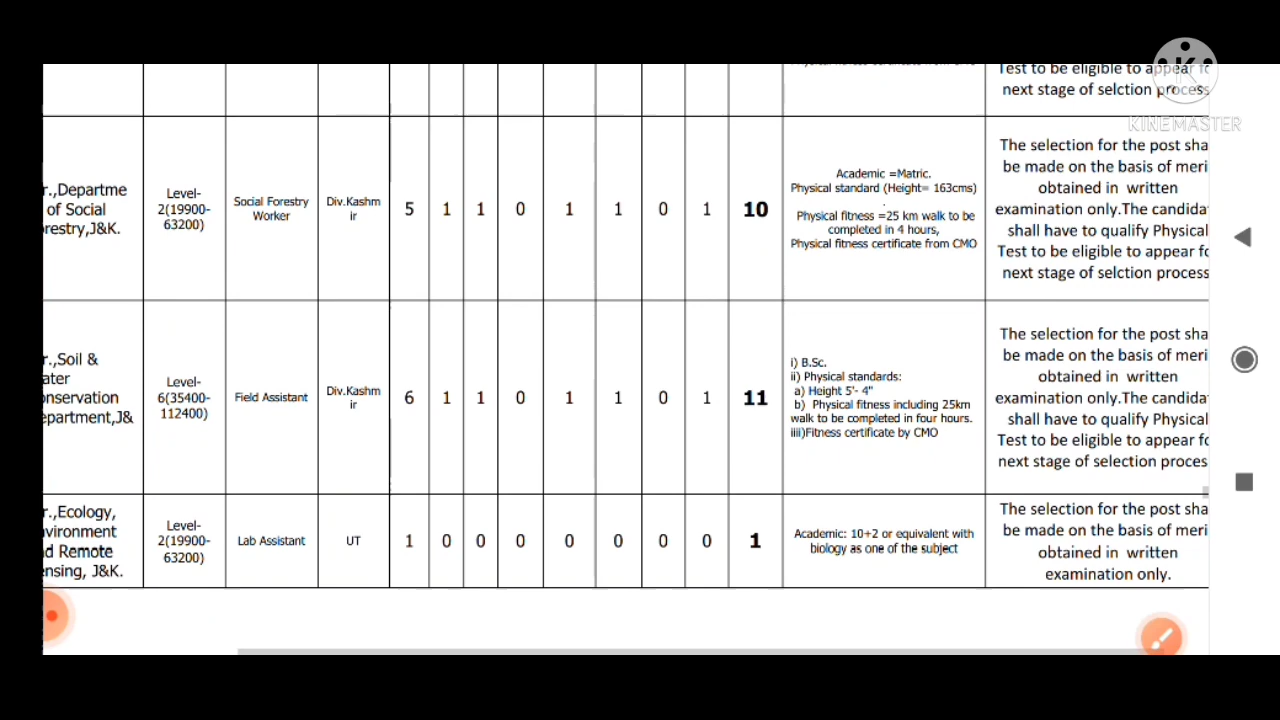 Test to be eligible to appear fo
next stage of selction process
KINEMASTER
r.,Departme
of Social
restry,J&K.
Level-
2(19900-
63200)
Social Forestry
Worker
Div.Kashm
ir
5
1
1
0
1
1
0
1
10
Academic =Matric.
Physical standard (Height= 163cms)
.
Physical fitness =25 km walk to be
completed in 4 hours,
Physical fitness certificate from CMO
The selection for the post sha
be made on the basis of meri
obtained in written
examination only.The candida
shall have to qualify Physical
Test to be eligible to appear fo
next stage of selction process
r.,Soil &
ater
onservation
epartment,J&
Level-
6(35400-
112400)
Field Assistant
Div.Kashm
ir
6
1
1
0
1
1
0
1
11
i) B.Sc.
ii) Physical standards:
a) Height 5'- 4"
b) Physical fitness including 25km
walk to be completed in four hours.
iiii)Fitness certificate by CMO
The selection for the post sha
be made on the basis of meri
obtained in written
examination only.The candida
shall have to qualify Physical
Test to be eligible to appear fo
next stage of selection proces
r.,Ecology,
vironment
d Remote
ensing, J&K.
Level-
2(19900-
63200)
Lab Assistant
UT
1
0
0
0
0
0
0
0
1
Academic: 10+2 or equivalent with
biology as one of the subject
The selection for the post sha
be made on the basis of meri
obtained in written
examination only.